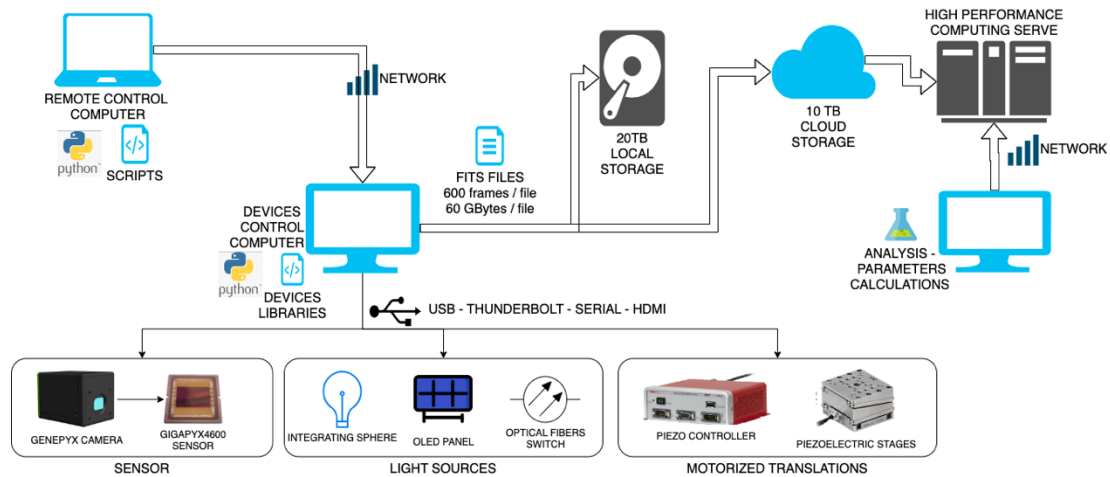 HIGH PERFORMANCE
COMPUTING SERVE
NETWORK
REMOTE CONTROL
COMPUTER
python
SCRIPTS
FITS FILES
600 frames / file
60 GBytes / file
20TB
LOCAL
STORAGE
10 TB
CLOUD
STORAGE
NETWORK
DEVICES
CONTROL
COMPUTER
python
DEVICES
LIBRARIES
ANALYSIS -
PARAMETERS
CALCULATIONS
USB - THUNDERBOLT - SERIAL - HDMI
GENEPYX CAMERA
GIGAPYX4600
SENSOR
SENSOR
INTEGRATING SPHERE
OLED PANEL
OPTICAL FIBERS
SWITCH
LIGHT SOURCES
PIEZO CONTROLLER
PIEZOELECTRIC STAGES
MOTORIZED TRANSLATIONS